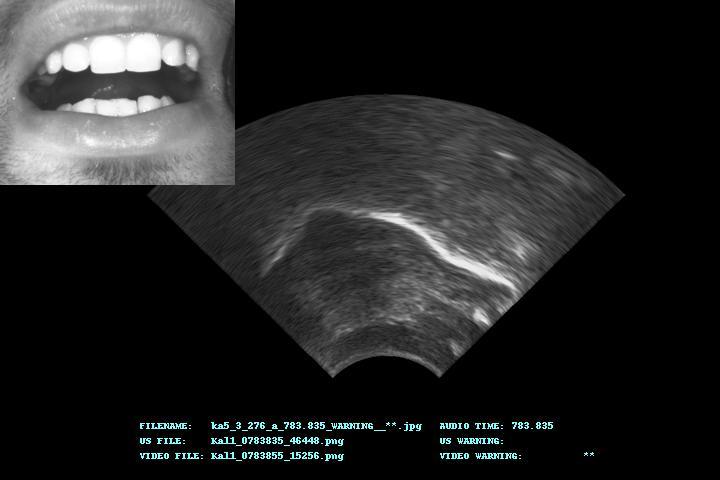 FILENAME: ka5_3_276_a_783.835_WARNING__**.jpg AUDIO TIME: 783.835
US FILE: Kal1_0783835_46448.png US WARNING:
VIDEO FILE: Kal1_0783855_15256.png VIDEO WARNING: **